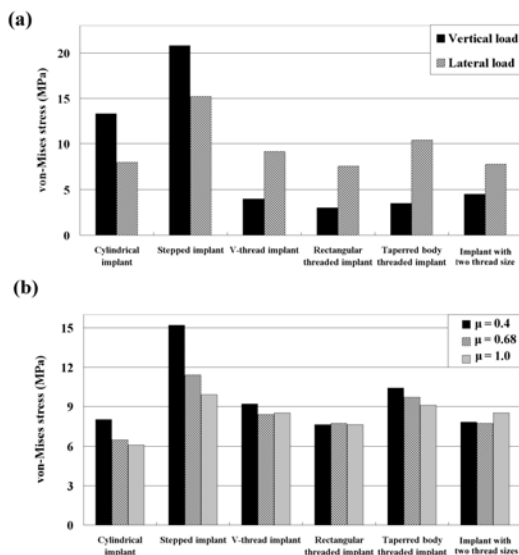 (a)
Vertical load
Lateral load
von-Mises stress (MPa)
20
15
10
5
0
Cylindrical
implant
Stepped implant
V-thread implant
Rectangular
threaded implant
Taperred body
threaded implant
Implant with
two thread size
(b)
μ = 0.4
μ = 0.68
μ = 1.0
von-Mises stress (MPa)
15
12
9
6
3
0
Cylindrical
implant
Stepped implant
V-thread implant
Rectangular
threaded implant
Taperred body
threaded implant
Implant with
two thread size